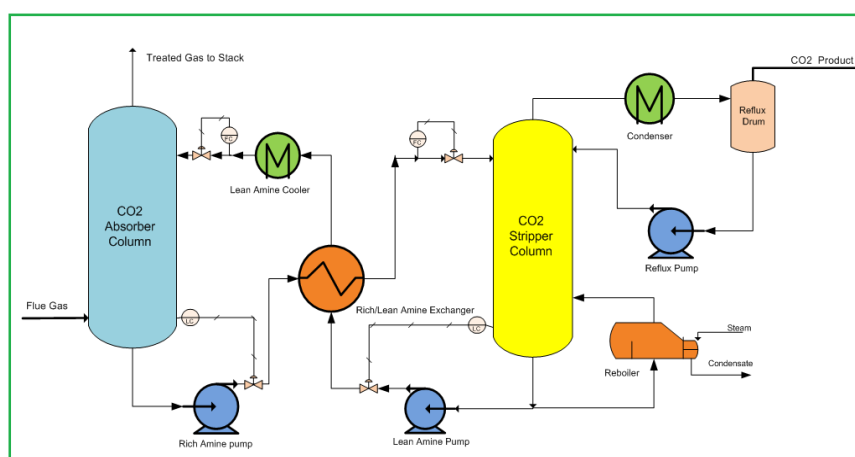 Treated Gas to Stack
CO2 Product
Reflux
Drum
Condenser
FC
FC
Lean Amine Cooler
CO2
Absorber
Column
CO2
Stripper
Column
Reflux Pump
Flue Gas
Rich/Lean Amine Exchanger
LC
LC
Steam
Reboiler
Condensate
Rich Amine pump
Lean Amine Pump